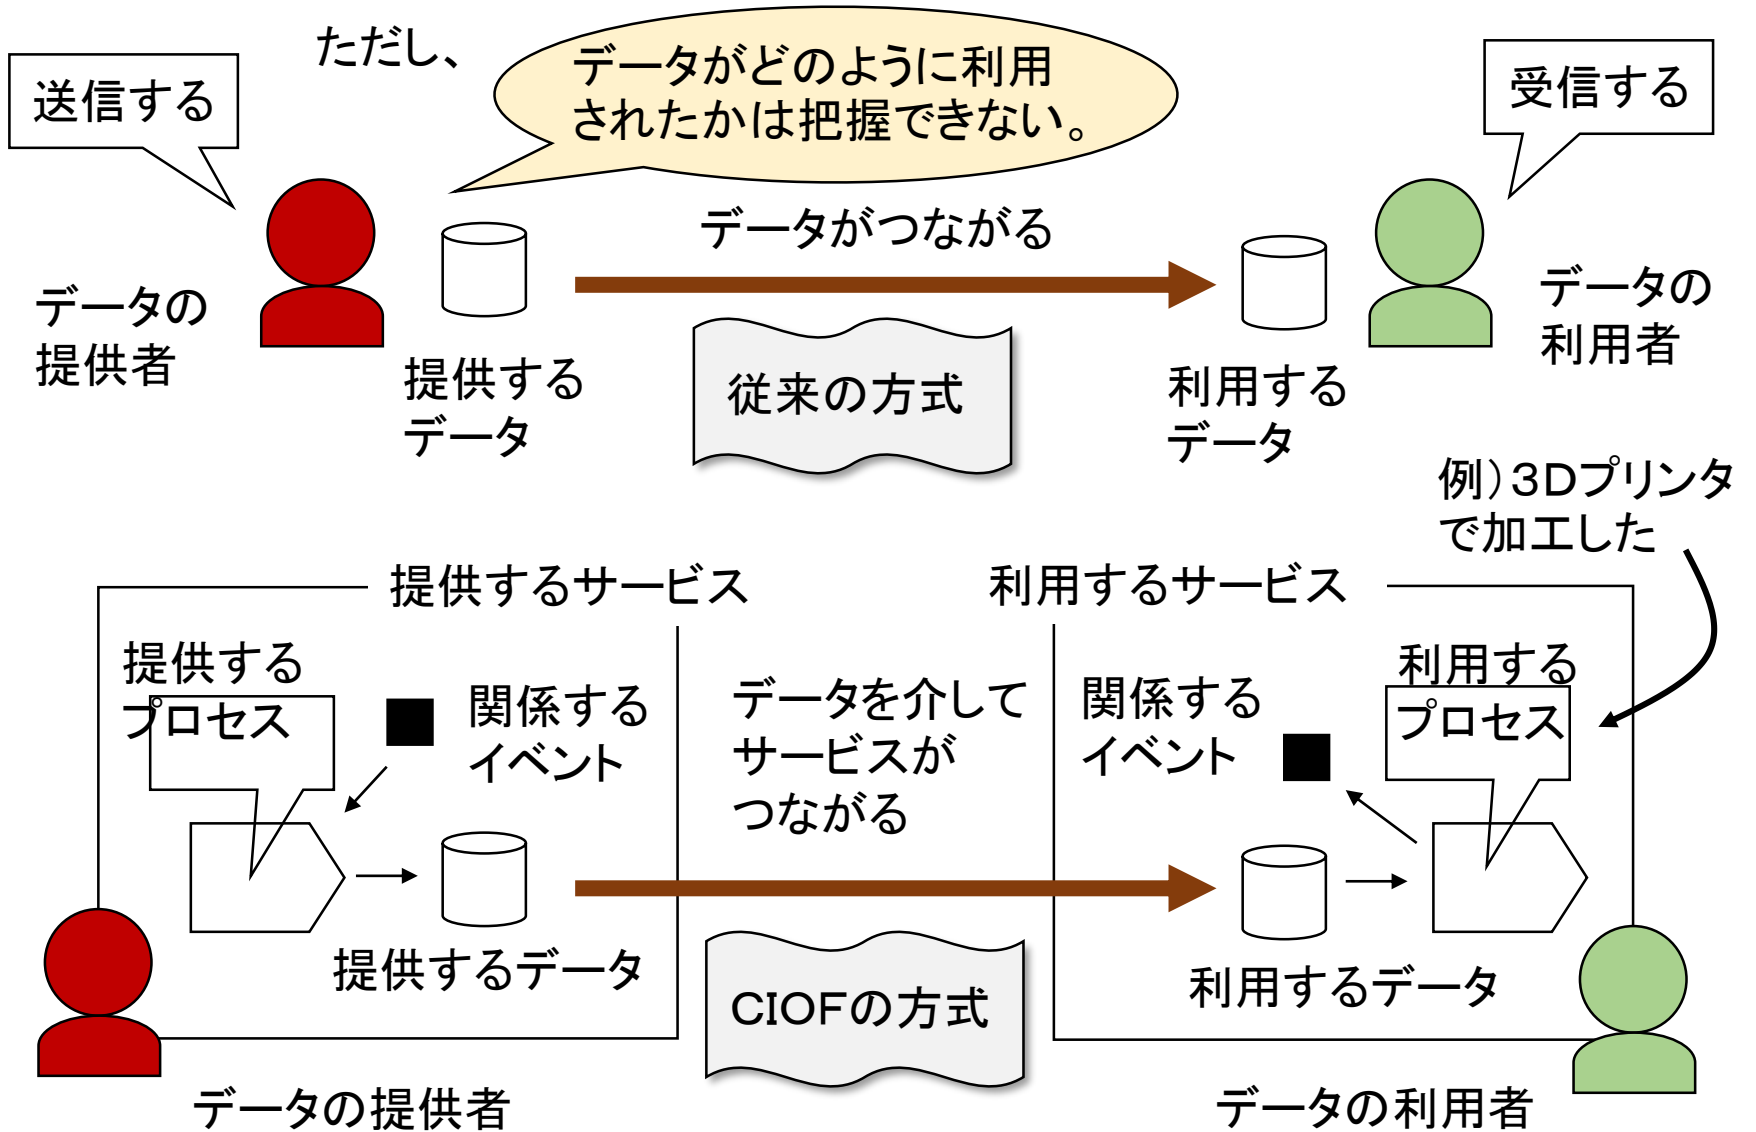 ただし、
データがどのように利用
されたかは把握できない。
送信する
受信する
データがつながる
データの
提供者
提供する
データ
従来の方式
利用する
データ
データの
利用者
例)3Dプリンタ
で加工した
提供するサービス
利用するサービス
提供する
プロセス
関係する
イベント
データを介して
サービスが
つながる
関係する
イベント
利用する
プロセス
提供するデータ
利用するデータ
CIOFの方式
データの提供者
データの利用者